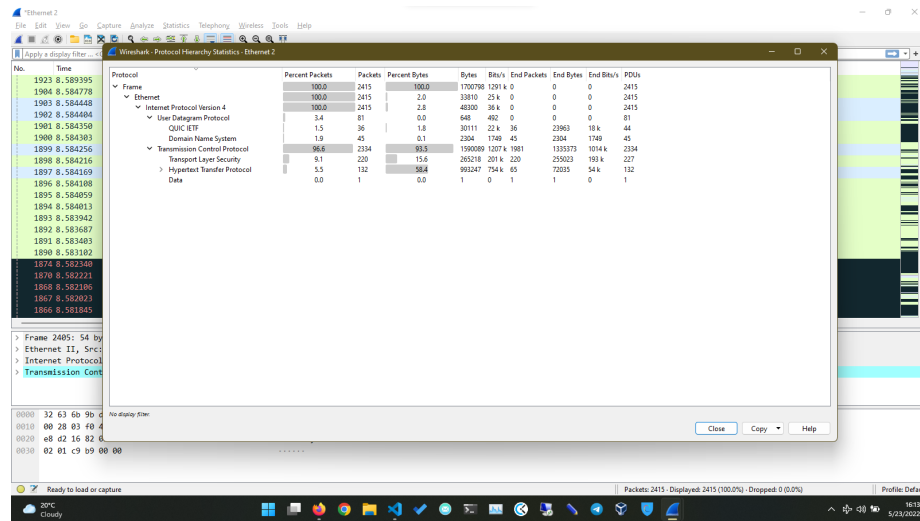 *Ethernet 2
File Edit View Go Capture Analyze Statistics Telephony Wireless Tools Help
Apply a display filter ...
No. Time
1923 8.589395
1904 8.584778
1903 8.584448
1902 8.584404
1901 8.584350
1900 8.584303
1899 8.584256
1898 8.584216
1897 8.584169
1896 8.584108
1895 8.584059
1894 8.584013
1893 8.583942
1892 8.583687
1891 8.583403
1890 8.583102
1874 8.582340
1870 8.582221
1868 8.582106
1867 8.582023
1866 8.581845
Wireshark - Protocol Hierarchy Statistics - Ethernet 2
Protocol Percent Packets Packets Percent Bytes Bytes Bits/s End Packets End Bytes End Bits/s PDUs
Frame 100.0 2415 100.0 1700798 1291 k 0 0 0 2415
Ethernet 100.0 2415 2.0 33810 25 k 0 0 0 2415
Internet Protocol Version 4 100.0 2415 2.8 48300 36 k 0 0 0 2415
User Datagram Protocol 3.4 81 0.0 648 492 0 0 0 81
QUIC IETF 1.5 36 1.8 30111 22 k 36 23963 18 k 44
Domain Name System 1.9 45 0.1 2304 1749 45 2304 1749 45
Transmission Control Protocol 96.6 2334 93.5 1590089 1207 k 1981 1335373 1014 k 2334
Transport Layer Security 9.1 220 15.6 265218 201 k 220 255023 193 k 227
Hypertext Transfer Protocol 5.5 132 58.4 993247 754 k 65 72035 54 k 132
Data 0.0 1 0.0 1 0 1 1 0 1
No display filter.
Close Copy Help
Frame 2405: 54 by
Ethernet II, Src:
Internet Protocol
Transmission Cont
0000 32 63 6b 9b
0010 00 28 03 f0
0020 e8 d2 16 82
0030 02 01 c9 b9 00 00 ......
Ready to load or capture
Packets: 2415 · Displayed: 2415 (100.0%) · Dropped: 0 (0.0%)
Profile: Defau
20°C
Cloudy
16:13
5/23/2022